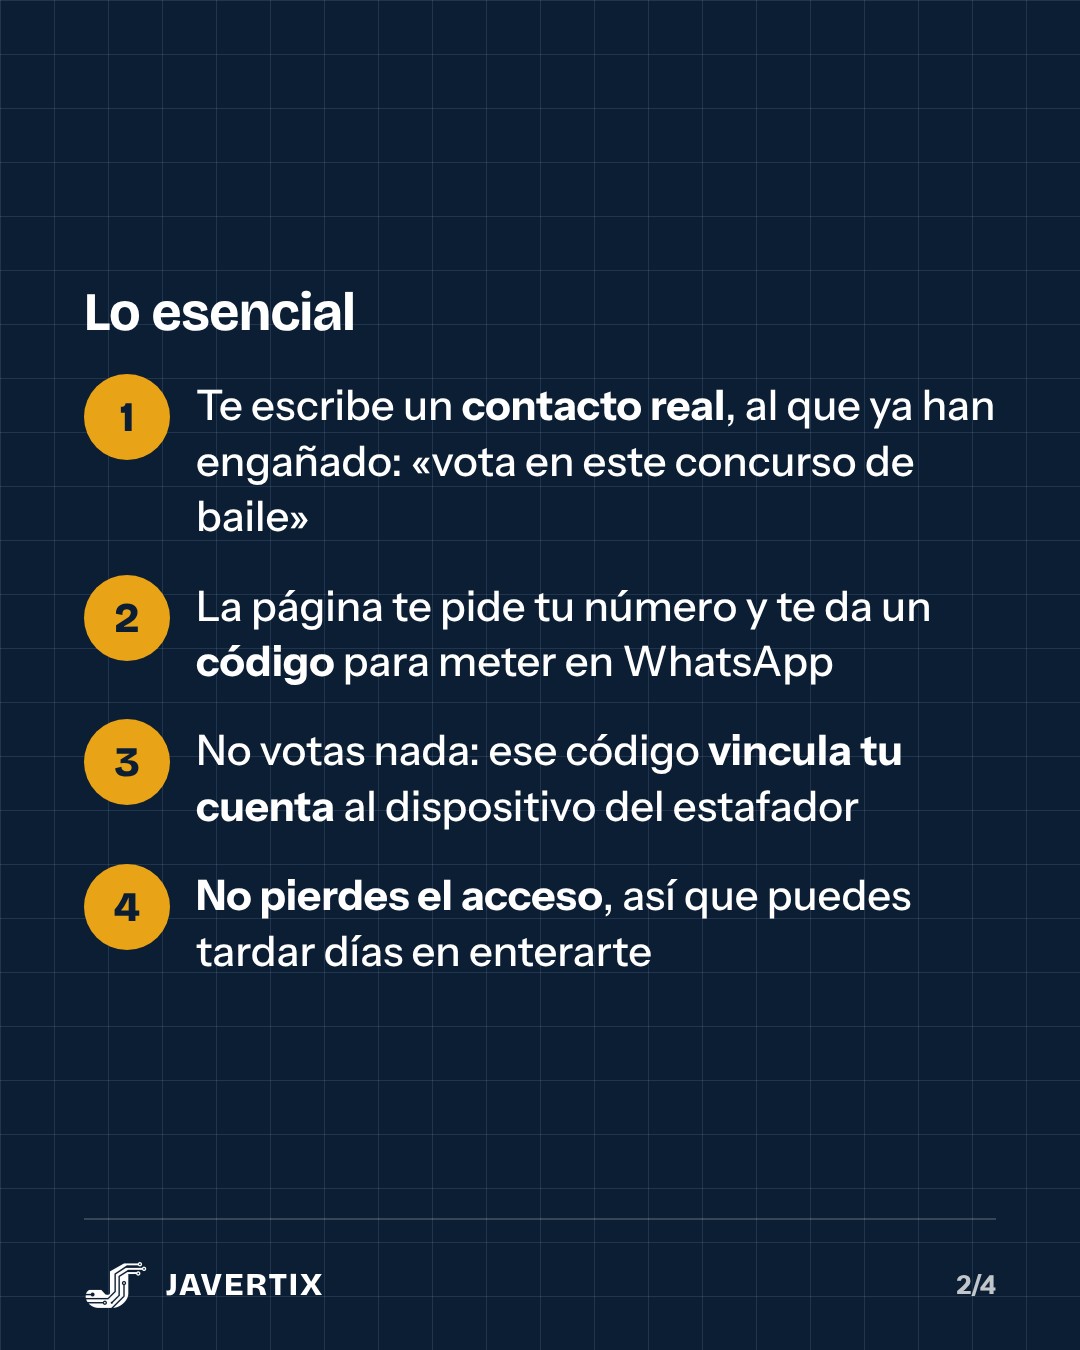 Lo esencial
1
Te escribe un contacto real, al que ya han
engañado: «vota en este concurso de
baile»
2
La página te pide tu número y te da un
código para meter en WhatsApp
3
No votas nada: ese código vincula tu
cuenta al dispositivo del estafador
4
No pierdes el acceso, así que puedes
tardar días en enterarte
JAVERTIX
2/4